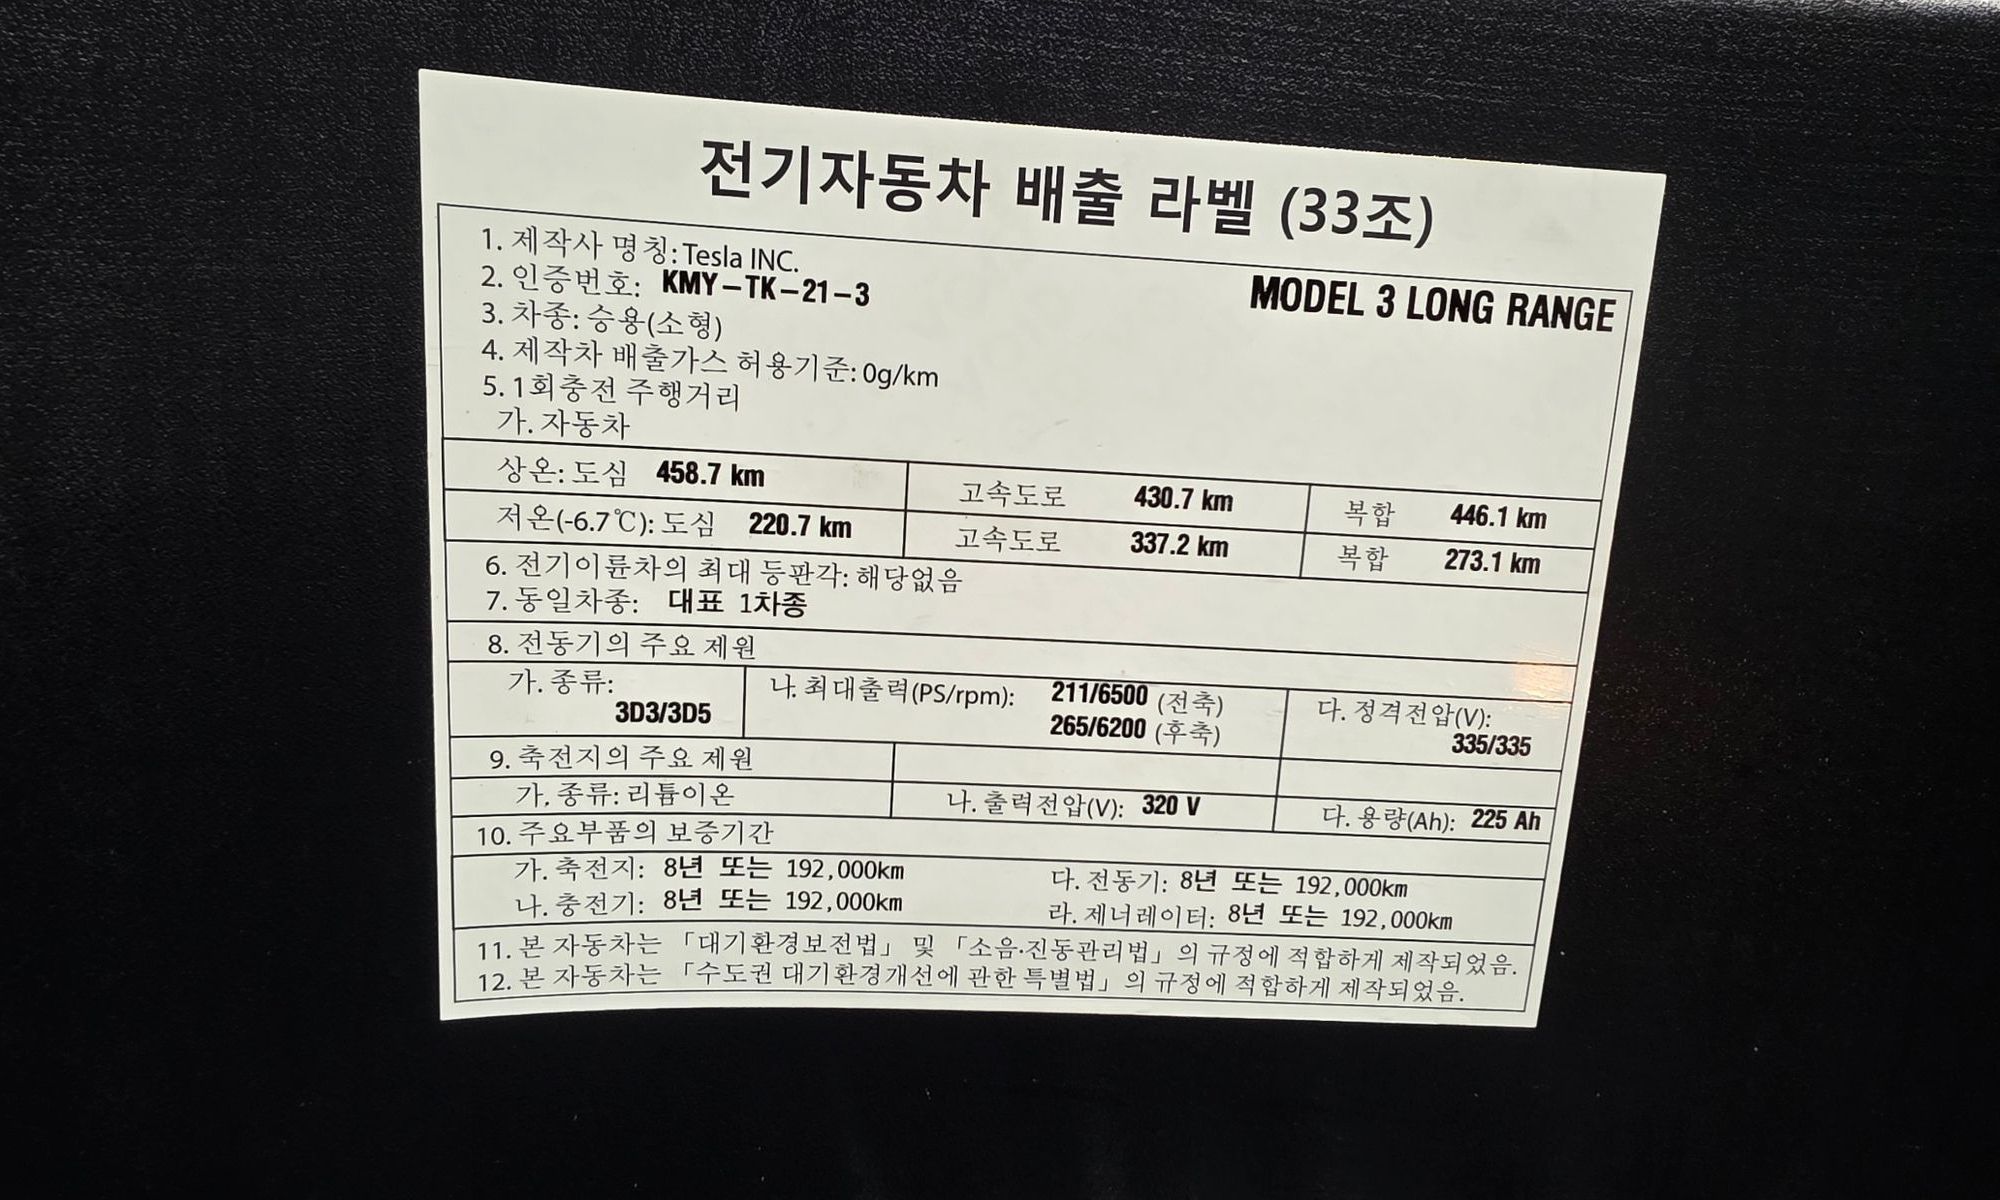 전기자동차 배출 라벨 (33조)
1. 제작사 명칭: Tesla INC.
2. 인증번호: KMY-TK-21-3
MODEL 3 LONG RANGE
3. 차종: 승용(소형)
4. 제작차 배출가스 허용기준: 0g/km
5. 1회충전 주행거리
가. 자동차
상온: 도심 458.7 km 고속도로 430.7 km 복합 446.1 km
저온(-6.7℃): 도심 220.7 km 고속도로 337.2 km 복합 273.1 km
6. 전기이륜차의 최대 등판각: 해당없음
7. 동일차종: 대표 1차종
8. 전동기의 주요 제원
가. 종류: 나. 최대출력(PS/rpm): 211/6500 (전축) 다. 정격전압(V):
3D3/3D5 265/6200 (후축) 335/335
9. 축전지의 주요 제원
가. 종류: 리튬이온 나. 출력전압(V): 320 V 다. 용량(Ah): 225 Ah
10. 주요부품의 보증기간
가. 축전지: 8년 또는 192,000km 다. 전동기: 8년 또는 192,000km
나. 충전기: 8년 또는 192,000km 라. 제너레이터: 8년 또는 192,000km
11. 본 자동차는 「대기환경보전법」 및 「소음·진동관리법」의 규정에 적합하게 제작되었음.
12. 본 자동차는 「수도권 대기환경개선에 관한 특별법」의 규정에 적합하게 제작되었음.